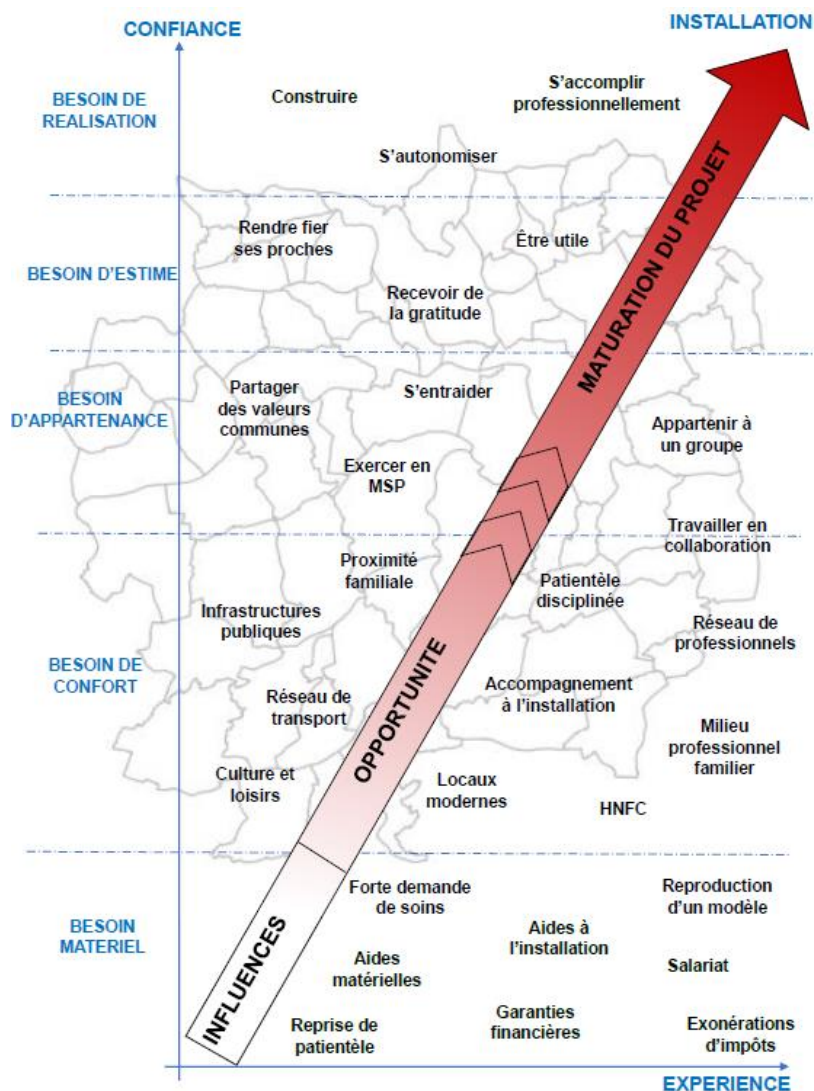 CONFIANCE
INSTALLATION
BESOIN DE
REALISATION
Construire
S'accomplir
professionnellement
S'autonomiser
BESOIN D'ESTIME
Rendre fier
ses proches
Être utile
Recevoir de
la gratitude
MATURATION DU PROJET
BESOIN
D'APPARTENANCE
Partager
des valeurs
communes
S'entraider
Appartenir à
un groupe
Exercer en
MSP
Travailler en
collaboration
BESOIN DE
CONFORT
Proximité
familiale
Patientèle
disciplinée
Infrastructures
publiques
Réseau de
professionnels
OPPORTUNITE
Réseau de
transport
Accompagnement
à l'installation
Milieu
professionnel
familier
Culture et
loisirs
Locaux
modernes
HNFC
BESOIN
MATERIEL
INFLUENCES
Forte demande
de soins
Reproduction
d'un modèle
Aides à
l'installation
Aides
matérielles
Salariat
Reprise de
patientèle
Garanties
financières
Exonérations
d'impôts
EXPERIENCE